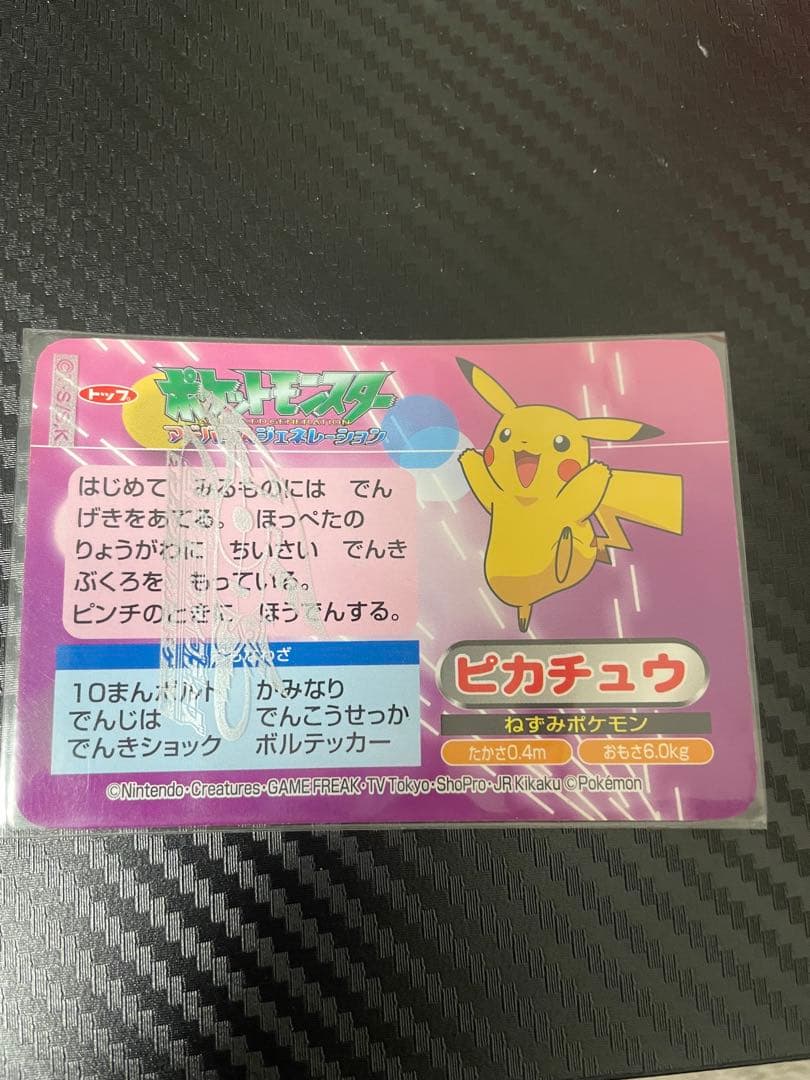 トップ
ポケットモンスター
ジェネレーション
はじめて みるものには でん
げきをあてる。 ほっぺたの
りょうがわに ちいさい でんき
ぶくろを もっている。
ピンチのときに ほうでんする。
10まんボルト かみなり
でんじは でんこうせっか
でんきショック ボルテッカー
ピカチュウ
ねずみポケモン
たかさ0.4m おもさ6.0kg
©Nintendo・Creatures・GAME FREAK・TV Tokyo・ShoPro・JR Kikaku ©Pokémon